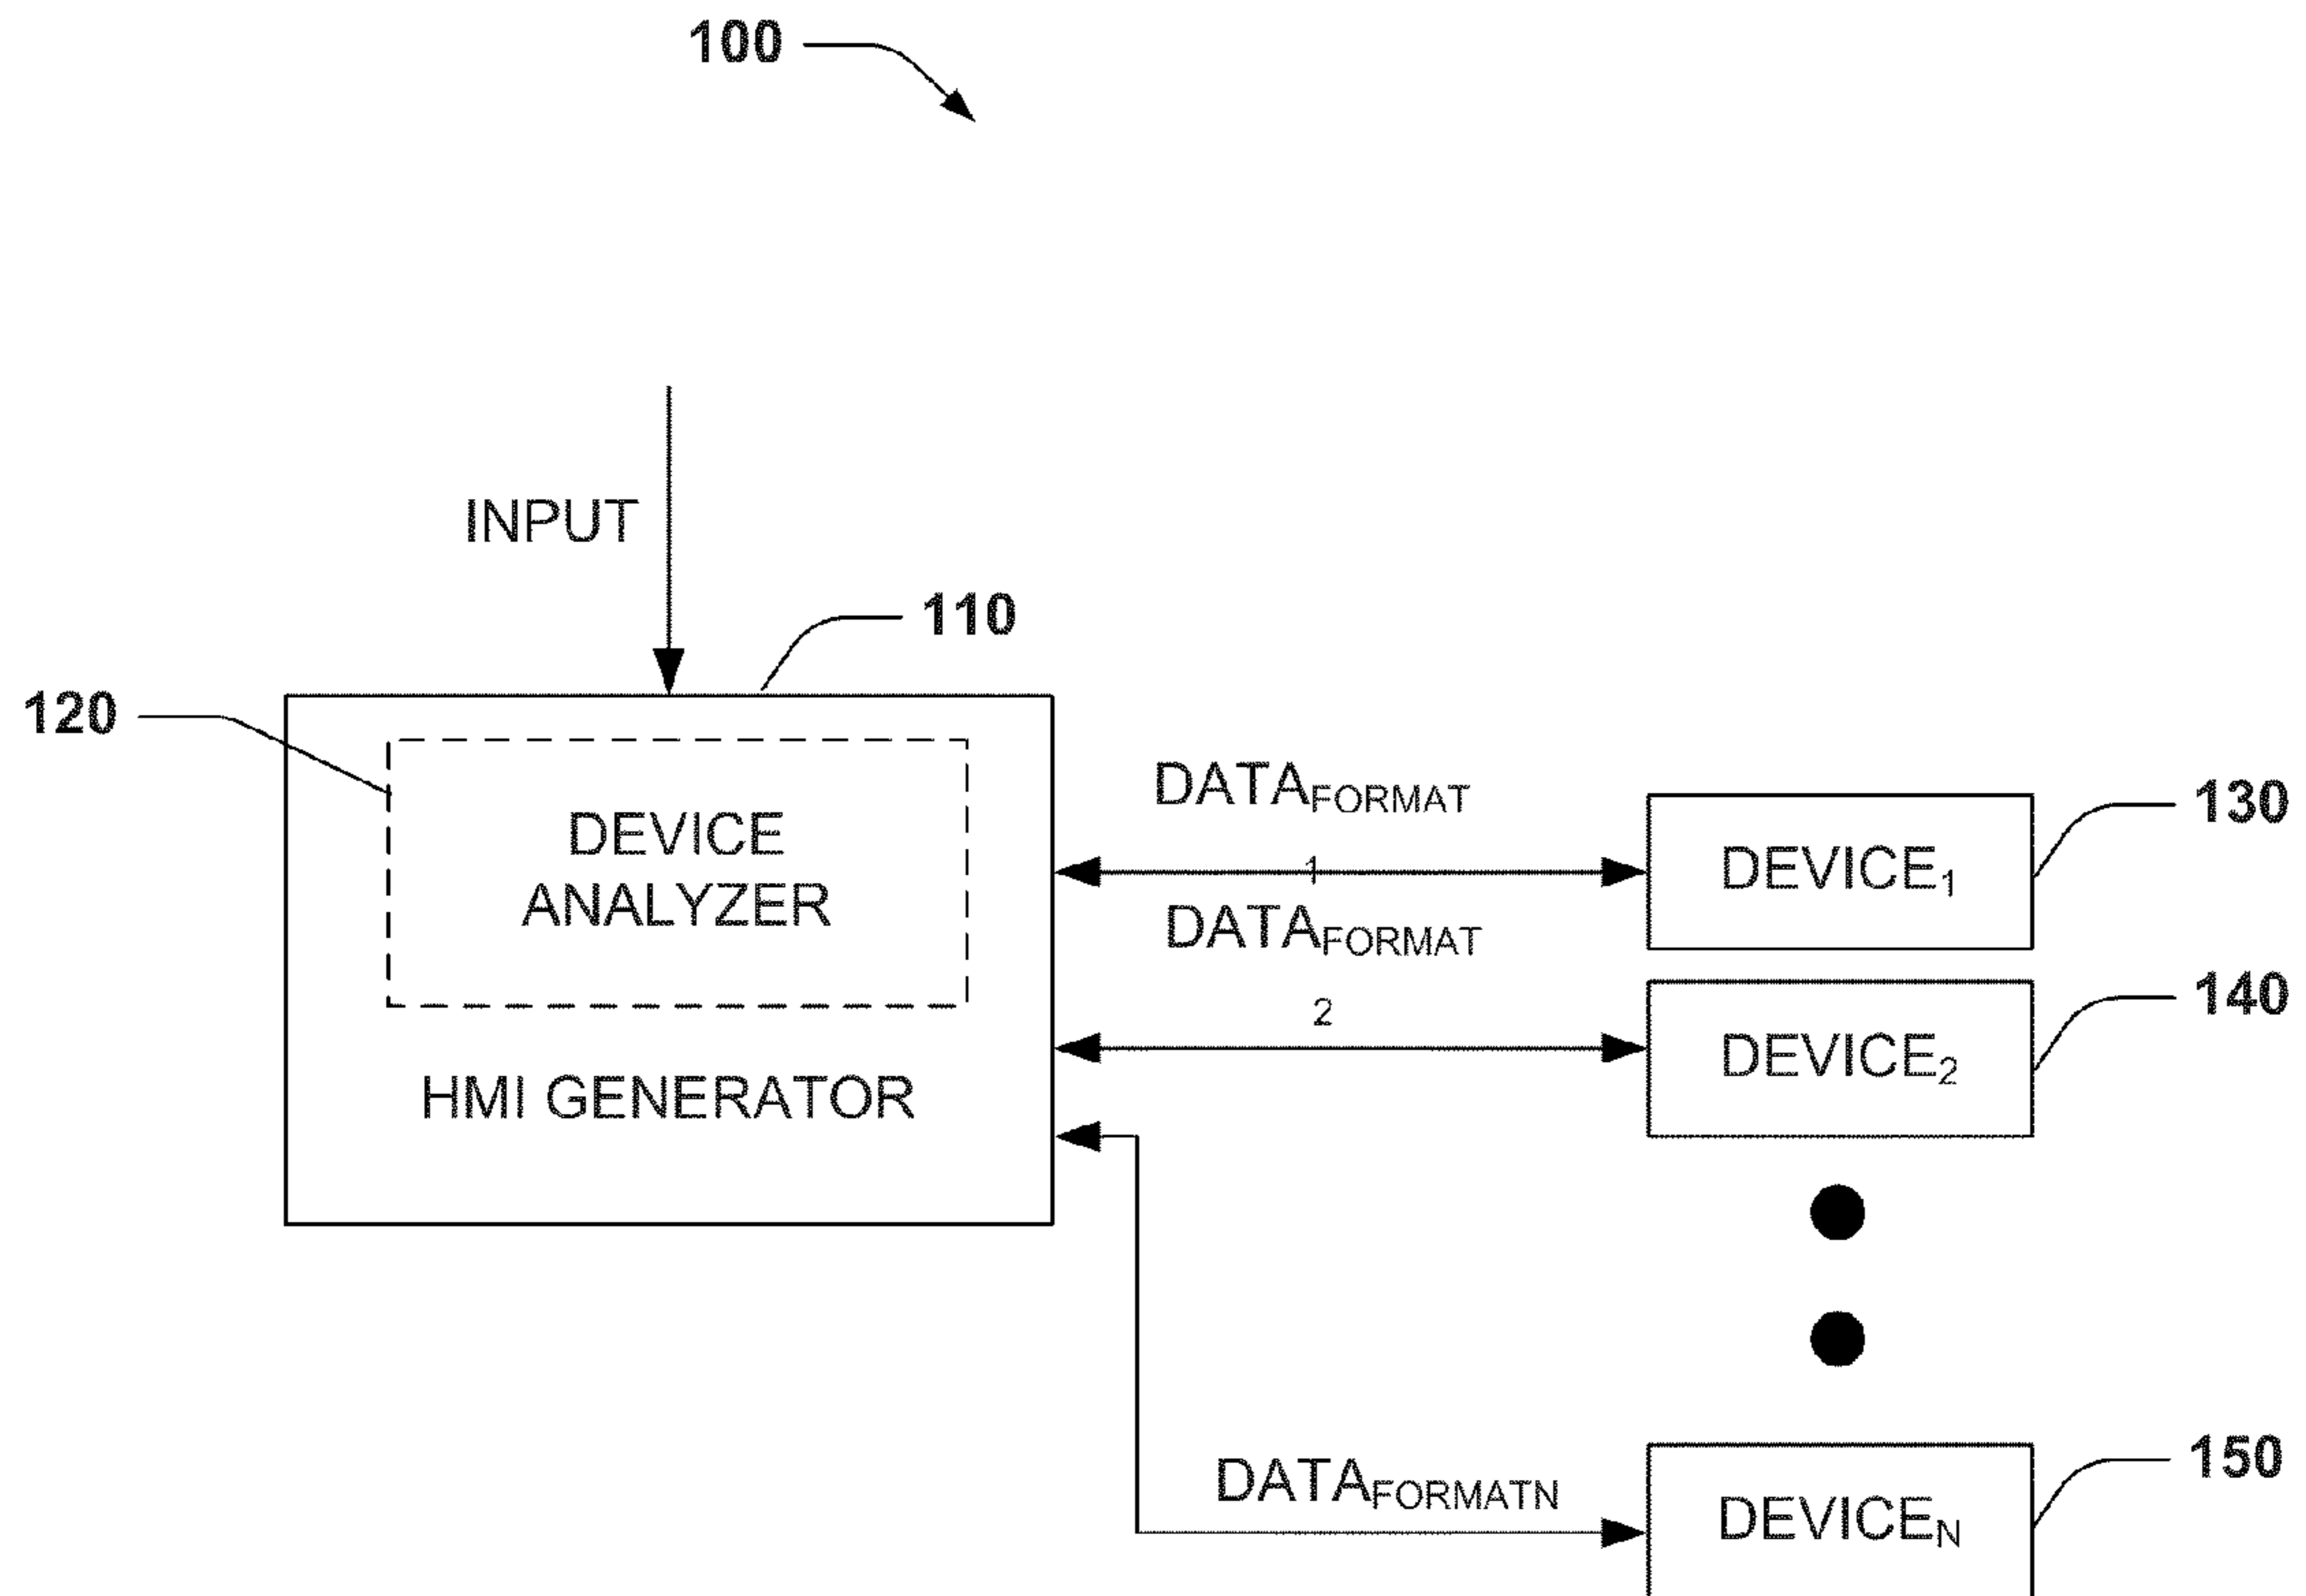 100
INPUT
110
120
DEVICE
ANALYZER
HMI GENERATOR
DATAFORMAT
1
DEVICE1
130
DATAFORMAT
2
DEVICE2
140
DATAFORMATN
DEVICEN
150